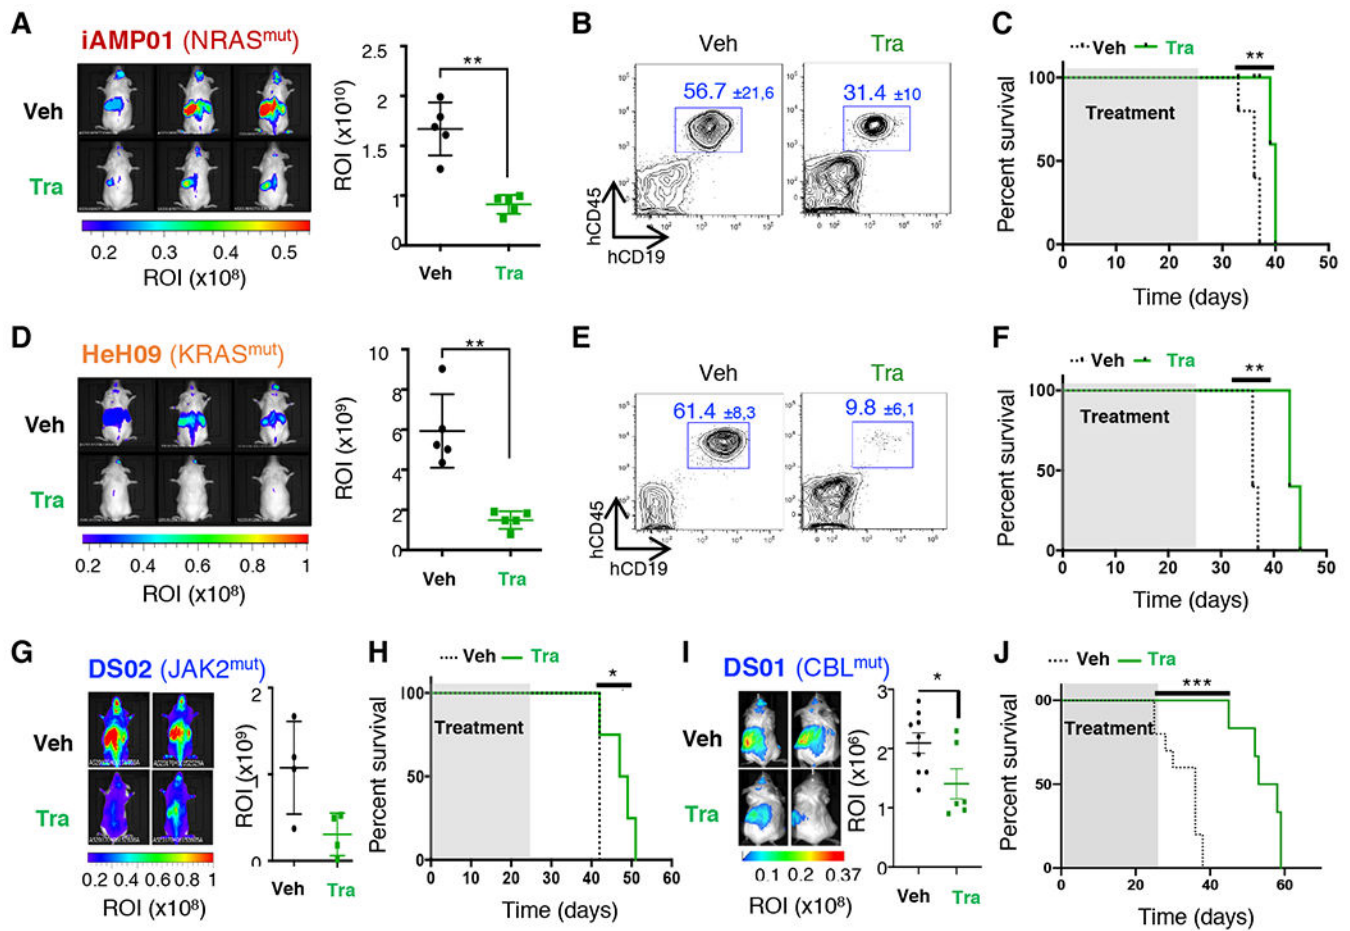 A
iAMP01 (NRASmut)
Veh
Tra
0.2 0.3 0.4 0.5
ROI (x10⁸)
ROI (x10¹⁰)
2.5
2
1.5
1
0
**
Veh Tra
B
Veh Tra
56.7 ±21,6
31.4 ±10
hCD45
hCD19
C
Veh Tra
**
Treatment
Percent survival
100
50
0
0 10 20 30 40 50
Time (days)
D
HeH09 (KRASmut)
Veh
Tra
0.2 0.4 0.6 0.8 1
ROI (x10⁸)
ROI (x10⁹)
10
8
6
4
2
0
**
Veh Tra
E
Veh Tra
61.4 ±8,3
9.8 ±6,1
hCD45
hCD19
F
Veh Tra
**
Treatment
Percent survival
100
50
0
0 10 20 30 40 50
Time (days)
G
DS02 (JAK2mut)
Veh
Tra
0.2 0.4 0.6 0.8 1
ROI (x10⁸)
ROI (x10⁹)
2
1
0
Veh Tra
H
Veh Tra
*
Treatment
Percent survival
100
50
0
0 10 20 30 40 50 60
Time (days)
I
DS01 (CBLmut)
Veh
Tra
0.1 0.2 0.37
ROI (x10⁸)
ROI (x10⁶)
3
2
1
0
*
Veh Tra
J
Veh Tra
***
Treatment
Percent survival
00
50
0
0 20 40 60
Time (days)